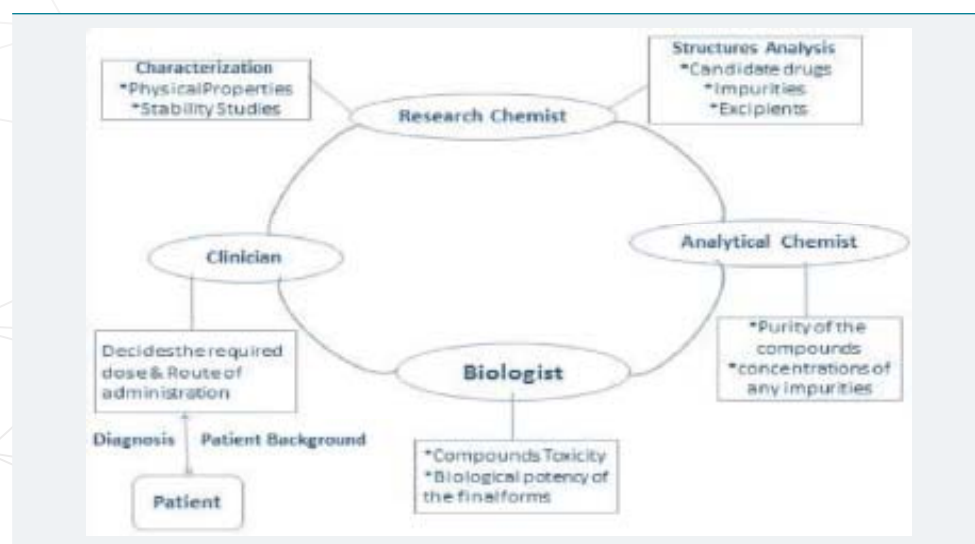 Characterization
*PhysicalProperties
*Stability Studies
Structures Analysis
*Candidate drugs
*Impurities
*Excipients
Research Chemist
Clinician
Analytical Chemist
Decidestherequired
dose & Route of
administration
Biologist
*Purity of the
compounds
*concentrations of
any impurities
Diagnosis
Patient Background
*Compounds Toxicity
*Biological potency of
the finalforms
Patient